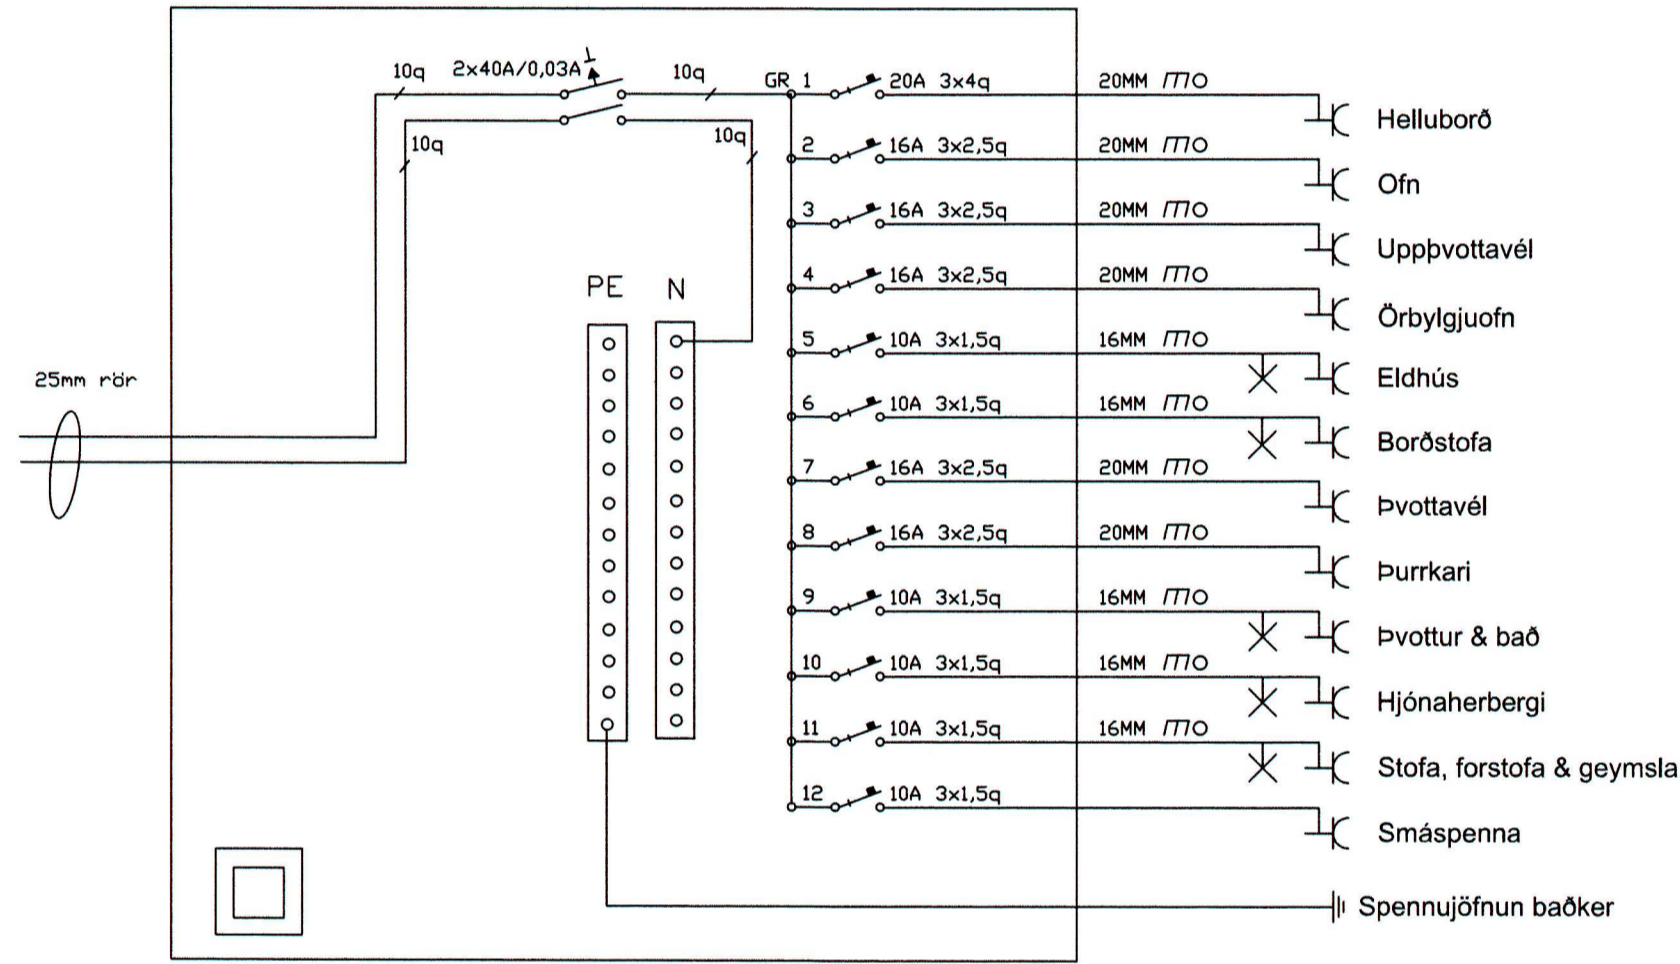 10q 2x40A/0,03A 10q GR 1 20A 3x4q 20MM Helluborð
10q 10q
2 16A 3x2,5q 20MM Ofn
3 16A 3x2,5q 20MM Uppþvottavél
4 16A 3x2,5q 20MM Örbylgjuofn
PE N
5 10A 3x1,5q 16MM Eldhús
25mm rör
6 10A 3x1,5q 16MM Borðstofa
7 16A 3x2,5q 20MM Þvottavél
8 16A 3x2,5q 20MM Þurrkari
9 10A 3x1,5q 16MM Þvottur & bað
10 10A 3x1,5q 16MM Hjónaherbergi
11 10A 3x1,5q 16MM Stofa, forstofa & geymsla
12 10A 3x1,5q Smáspenna
Spennujöfnun baðker